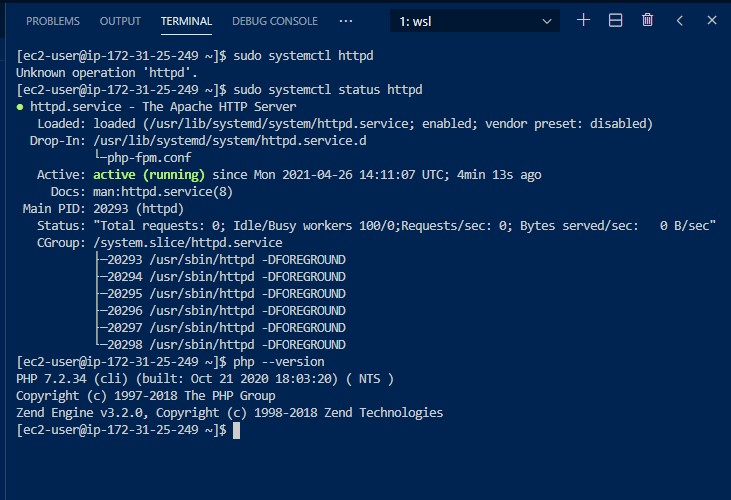 PROBLEMS OUTPUT TERMINAL DEBUG CONSOLE ··· 1: wsl
[ec2-user@ip-172-31-25-249 ~]$ sudo systemctl httpd
Unknown operation 'httpd'.
[ec2-user@ip-172-31-25-249 ~]$ sudo systemctl status httpd
● httpd.service - The Apache HTTP Server
   Loaded: loaded (/usr/lib/systemd/system/httpd.service; enabled; vendor preset: disabled)
  Drop-In: /usr/lib/systemd/system/httpd.service.d
           └─php-fpm.conf
   Active: active (running) since Mon 2021-04-26 14:11:07 UTC; 4min 13s ago
     Docs: man:httpd.service(8)
 Main PID: 20293 (httpd)
   Status: "Total requests: 0; Idle/Busy workers 100/0;Requests/sec: 0; Bytes served/sec:   0 B/sec"
   CGroup: /system.slice/httpd.service
           ├─20293 /usr/sbin/httpd -DFOREGROUND
           ├─20294 /usr/sbin/httpd -DFOREGROUND
           ├─20295 /usr/sbin/httpd -DFOREGROUND
           ├─20296 /usr/sbin/httpd -DFOREGROUND
           ├─20297 /usr/sbin/httpd -DFOREGROUND
           └─20298 /usr/sbin/httpd -DFOREGROUND
[ec2-user@ip-172-31-25-249 ~]$ php --version
PHP 7.2.34 (cli) (built: Oct 21 2020 18:03:20) ( NTS )
Copyright (c) 1997-2018 The PHP Group
Zend Engine v3.2.0, Copyright (c) 1998-2018 Zend Technologies
[ec2-user@ip-172-31-25-249 ~]$